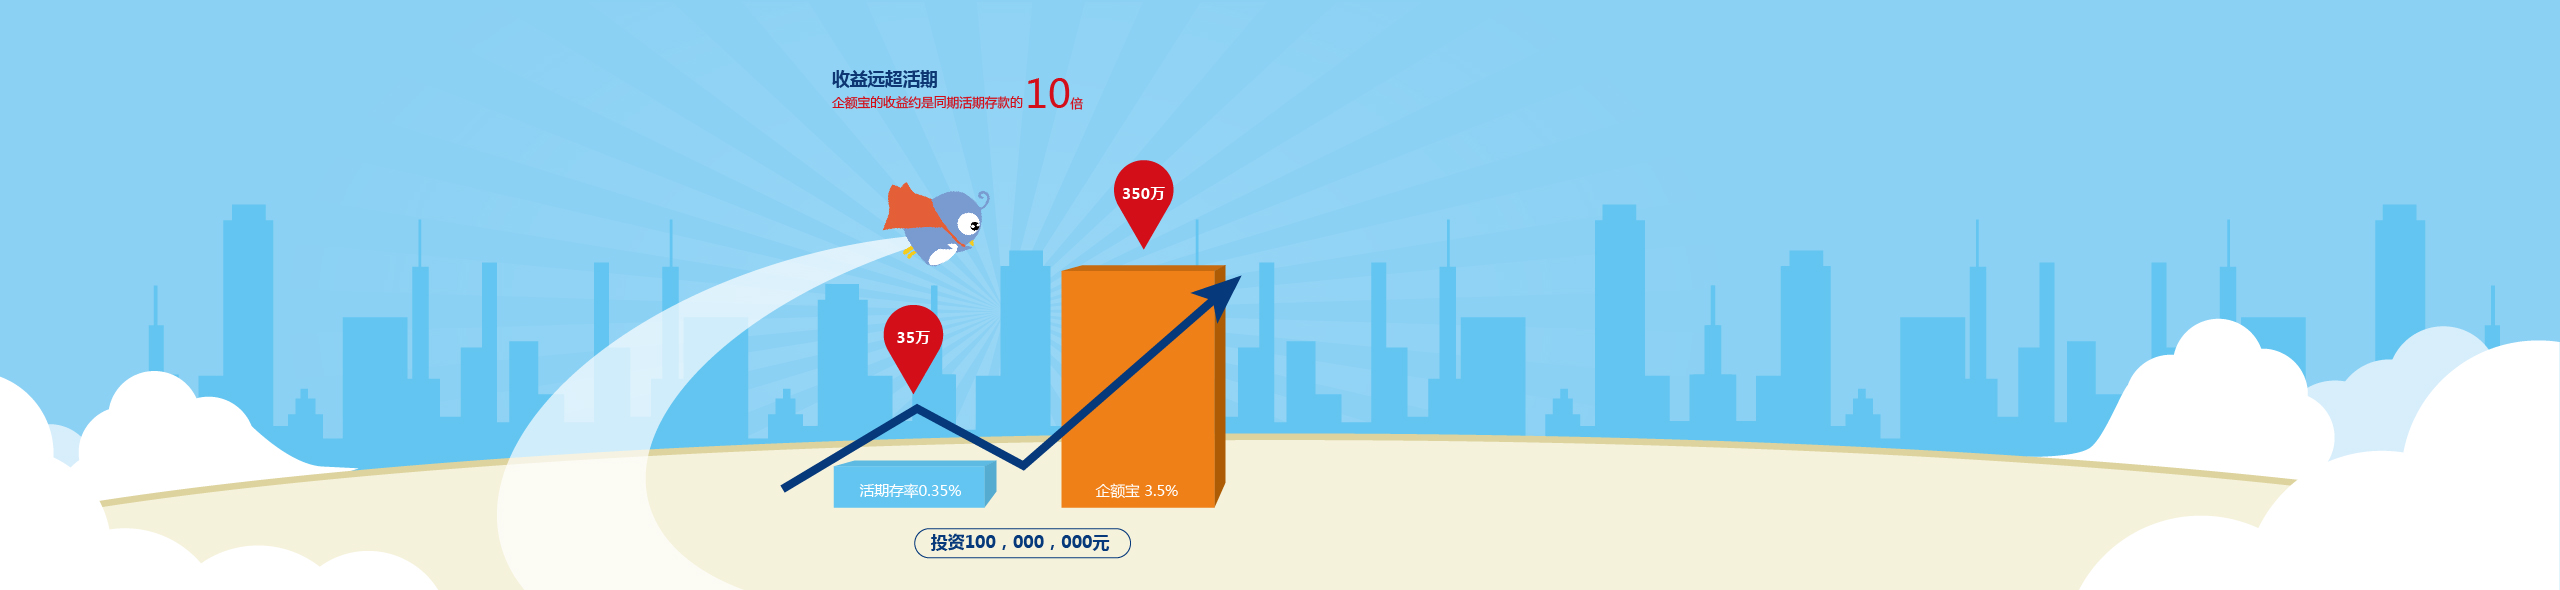 收益远超活期
企额宝的收益约是同期活期存款的10倍
350万
35万
活期存率0.35%
企额宝 3.5%
投资100，000，000元